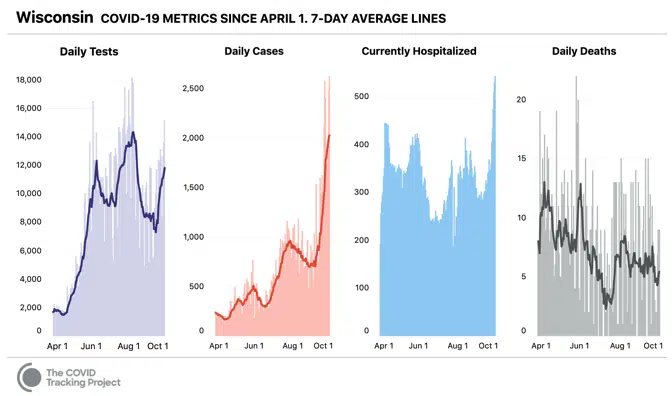 Wisconsin COVID-19 METRICS SINCE APRIL 1. 7-DAY AVERAGE LINES
Daily Tests
18,000
16,000
14,000
12,000
10,000
8,000
6,000
4,000
2,000
0
Apr 1 Jun 1 Aug 1 Oct 1
Daily Cases
2,500
2,000
1,500
1,000
500
0
Apr 1 Jun 1 Aug 1 Oct 1
Currently Hospitalized
500
400
300
200
100
0
Apr 1 Jun 1 Aug 1 Oct 1
Daily Deaths
20
15
10
5
0
Apr 1 Jun 1 Aug 1 Oct 1
The COVID
Tracking Project